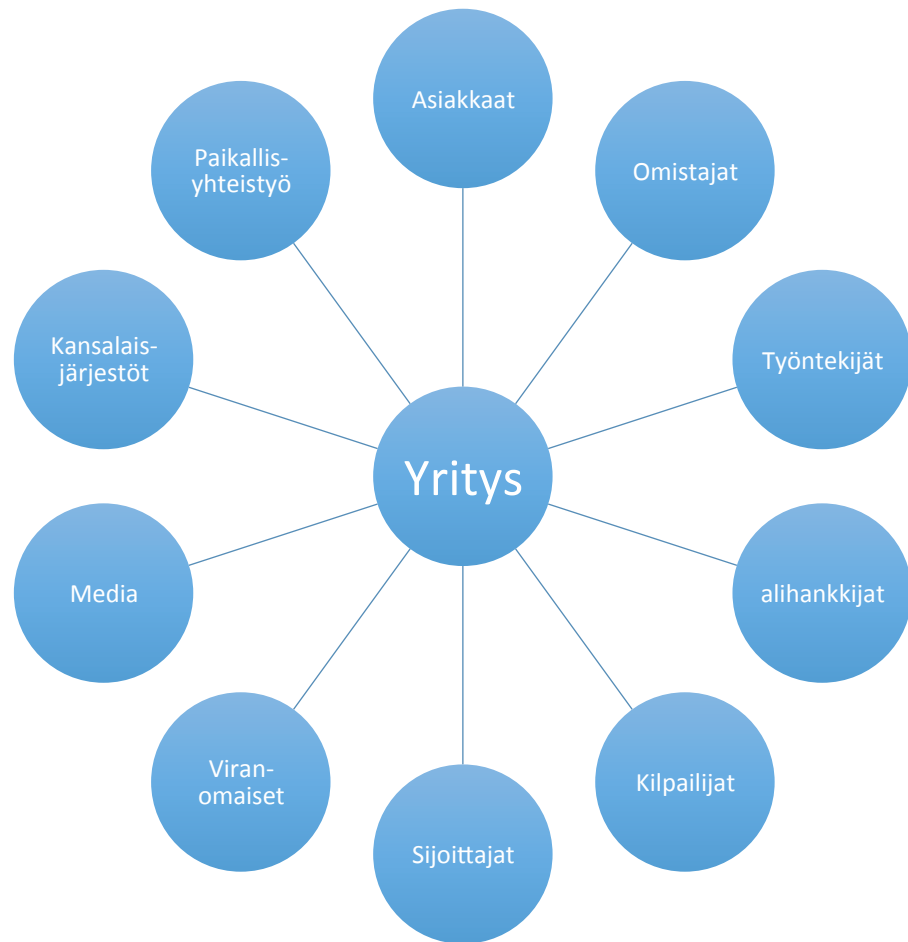 Asiakkaat
Omistajat
Työntekijät
alihankkijat
Kilpailijat
Sijoittajat
Viran-
omaiset
Media
Kansalais-
järjestöt
Paikallis-
yhteistyö
Yritys